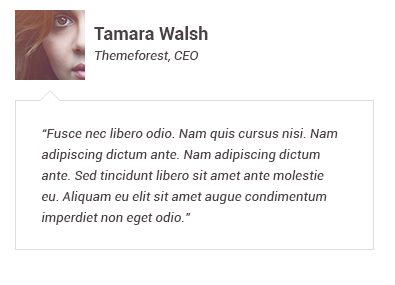 Tamara Walsh
Themeforest, CEO
“Fusce nec libero odio. Nam quis cursus nisi. Nam
adipiscing dictum ante. Nam adipiscing dictum
ante. Sed tincidunt libero sit amet ante molestie
eu. Aliquam eu elit sit amet augue condimentum
imperdiet non eget odio.”